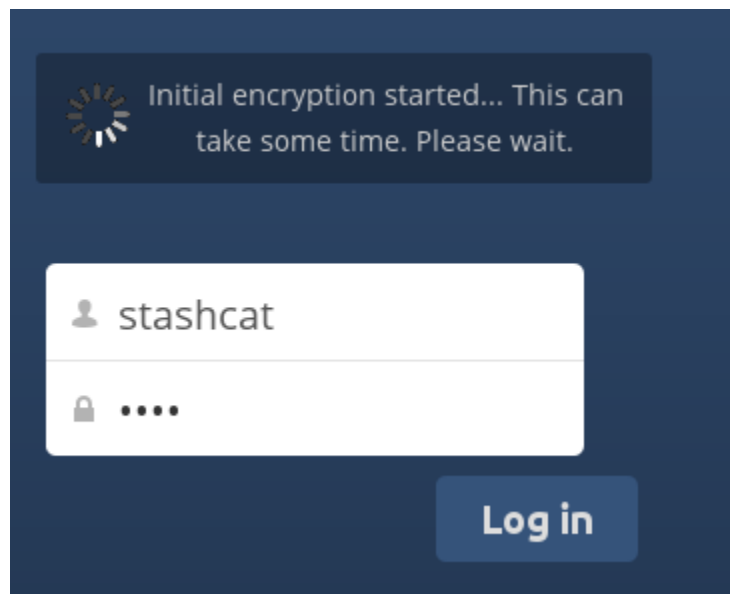 Initial encryption started... This can
take some time. Please wait.
stashcat
••••
Log in